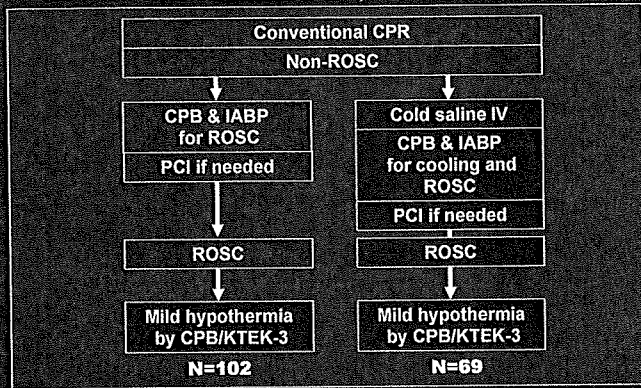 Conventional CPR
Non-ROSC
CPB & IABP
for ROSC
PCI if needed
ROSC
Mild hypothermia
by CPB/KTEK-3
N=102
Cold saline IV
CPB & IABP
for cooling and
ROSC
PCI if needed
ROSC
Mild hypothermia
by CPB/KTEK-3
N=69